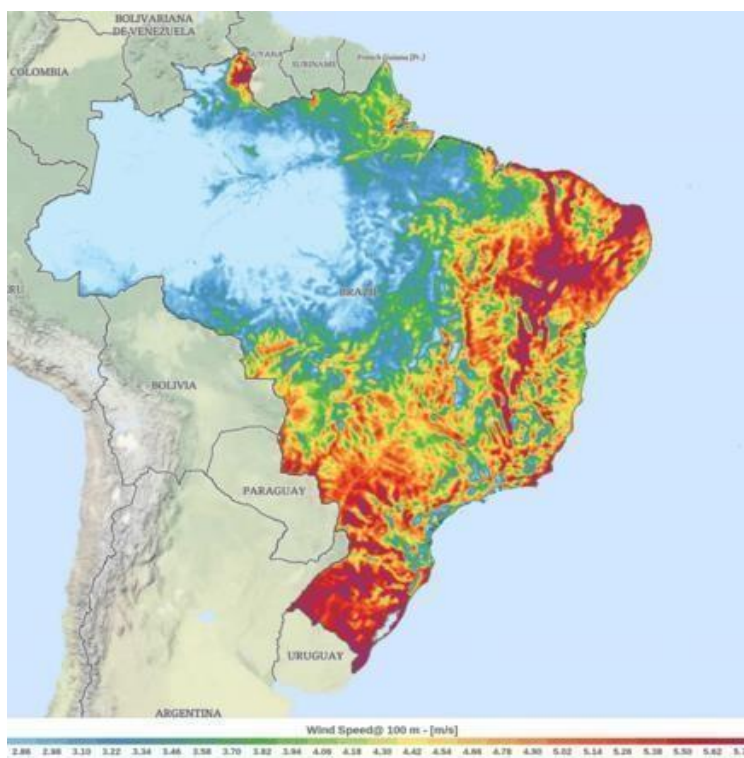 BOLIVARIANA
DE VENEZUELA
COLOMBIA
GUYANA
SURINAME
French Guiana [Fr.]
BRAZIL
BOLIVIA
PARAGUAY
URUGUAY
ARGENTINA
Wind Speed@ 100 m - [m/s]
2.86 2.98 3.10 3.22 3.34 3.46 3.58 3.70 3.82 3.94 4.06 4.18 4.30 4.42 4.54 4.66 4.78 4.90 5.02 5.14 5.26 5.38 5.50 5.62